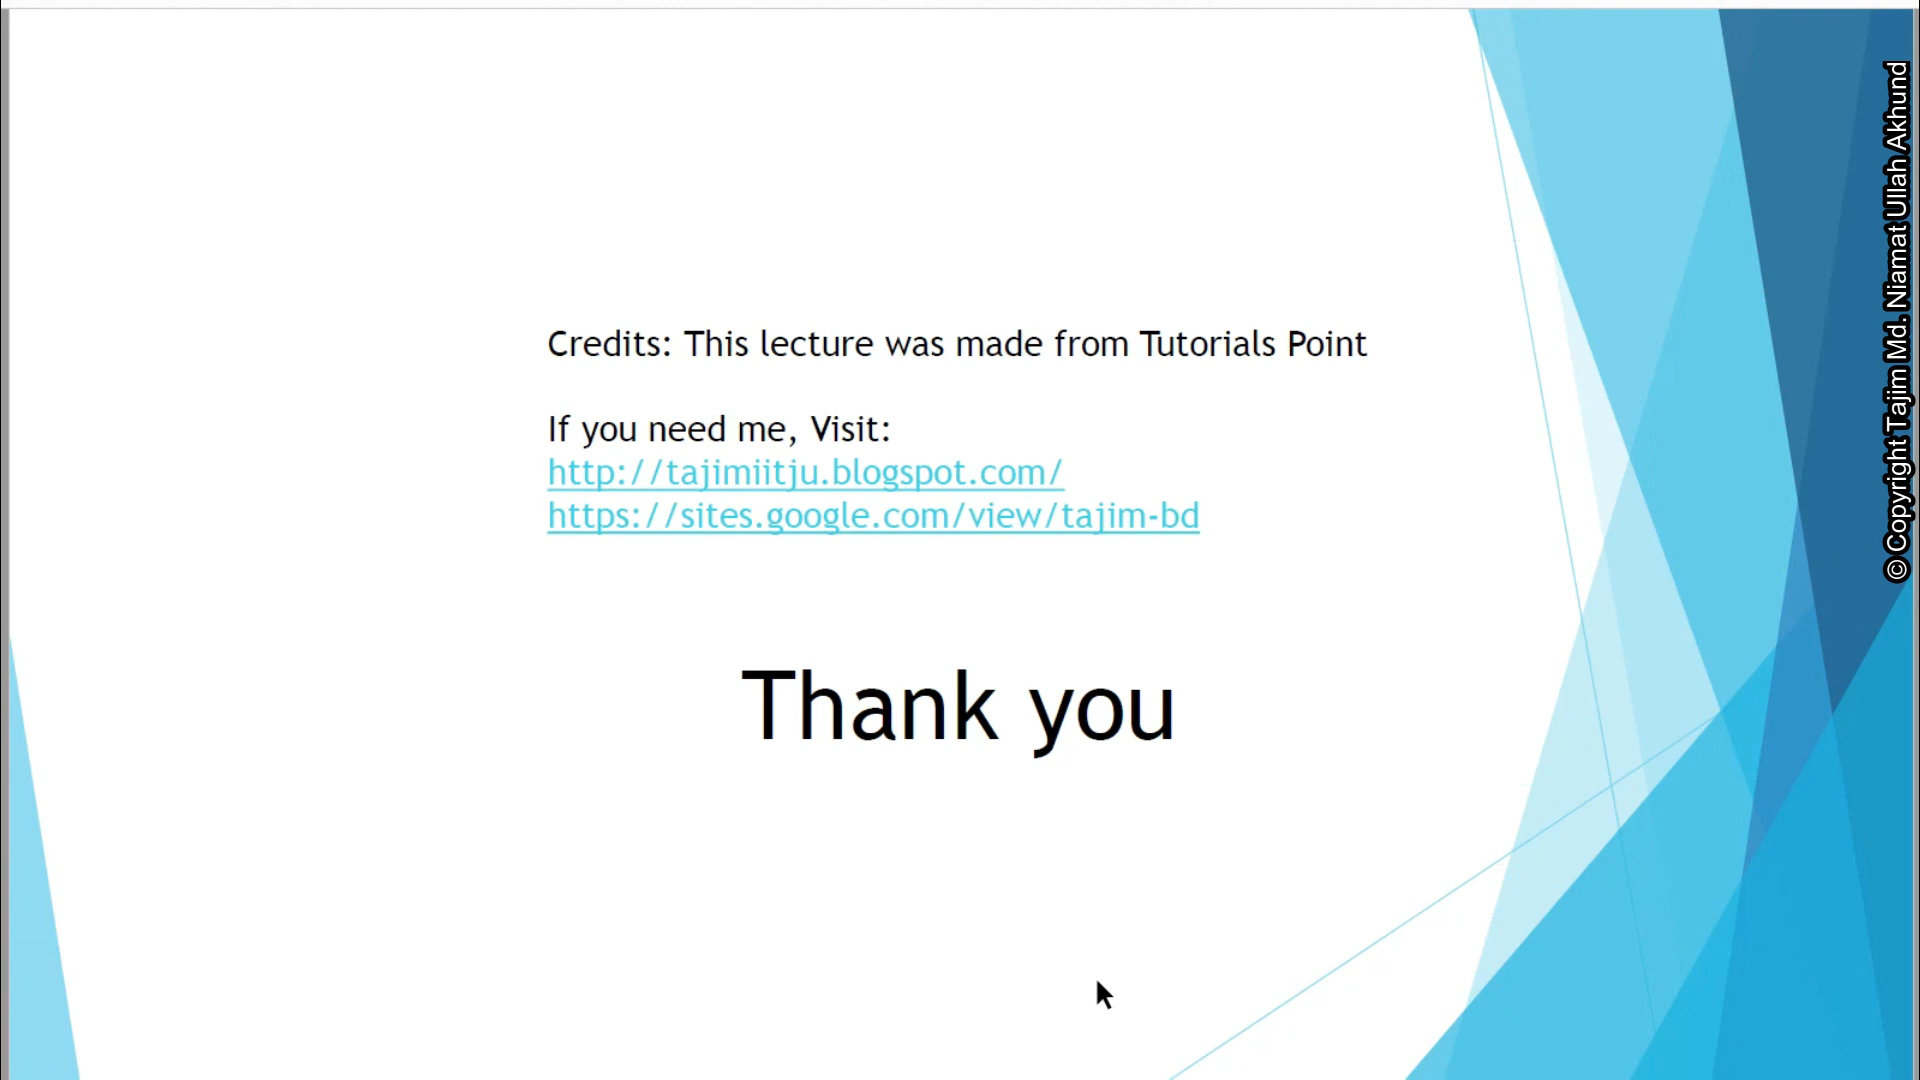 Credits: This lecture was made from Tutorials Point
If you need me, Visit:
http://tajimiitju.blogspot.com/
https://sites.google.com/view/tajim-bd
Thank you
© Copyright Tajim Md. Niamat Ullah Akhund